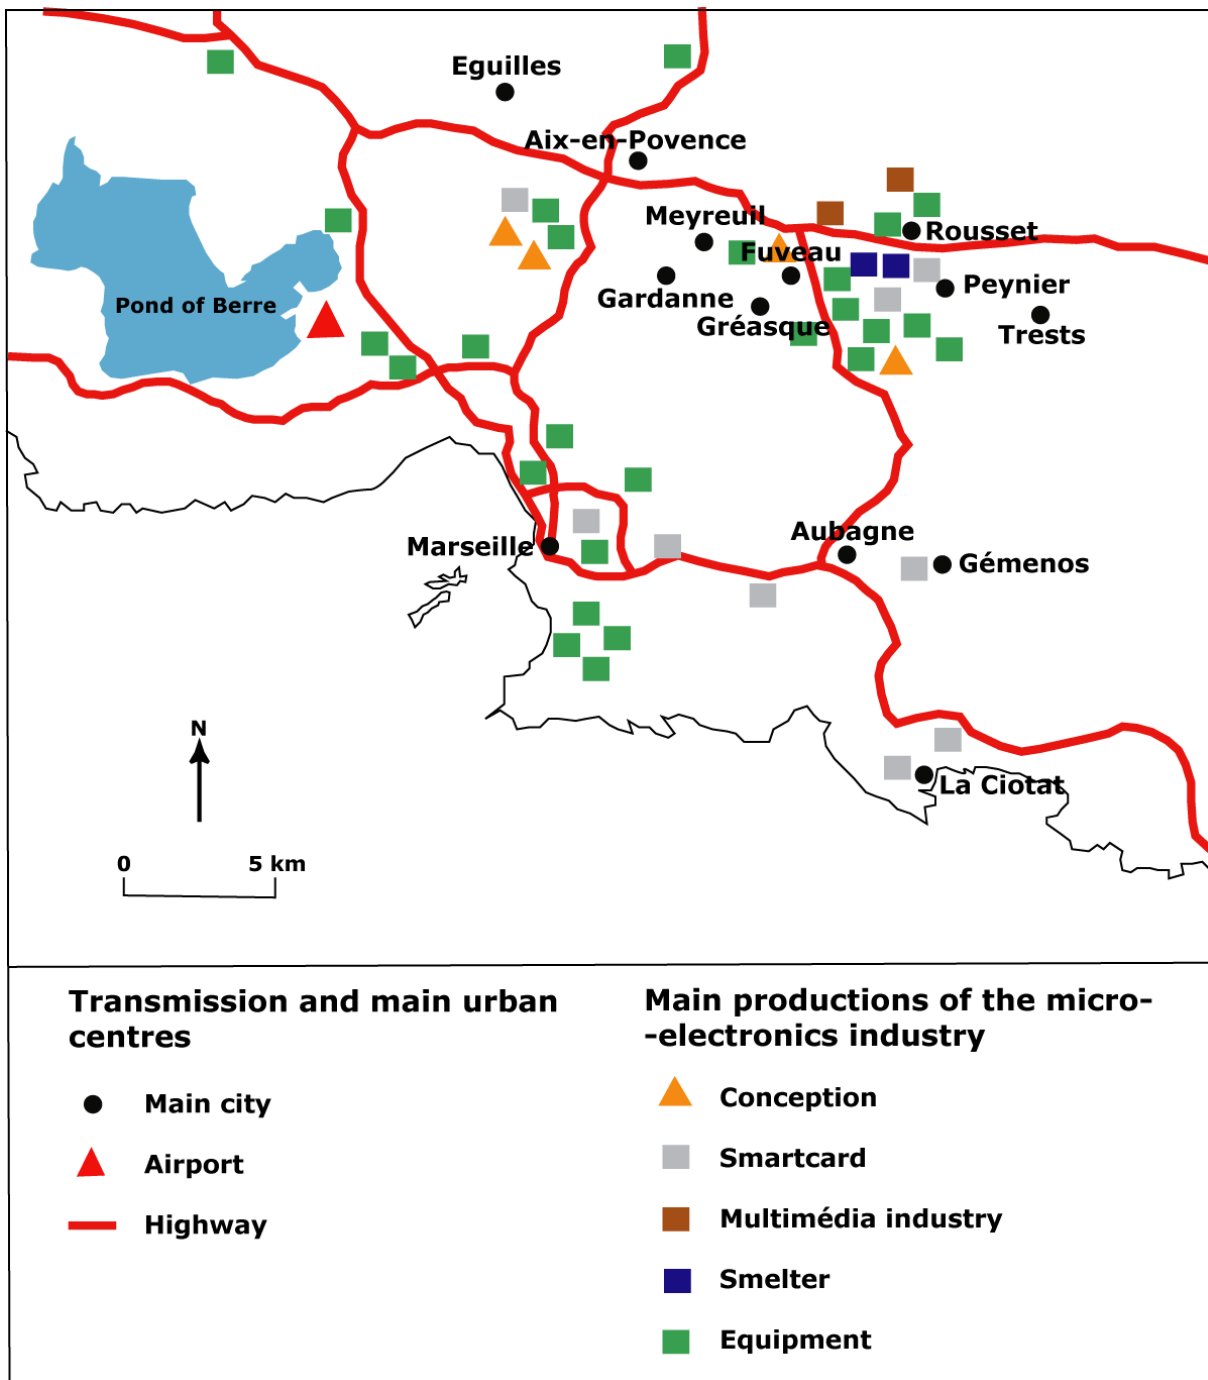 Eguilles
Aix-en-Povence
Meyreuil
Rousset
Fuveau
Peynier
Gardanne
Pond of Berre
Gréasque
Trests
Aubagne
Marseille
Gémenos
N
La Ciotat
0 5 km
Transmission and main urban
centres
Main city
Airport
Highway
Main productions of the micro-
-electronics industry
Conception
Smartcard
Multimédia industry
Smelter
Equipment